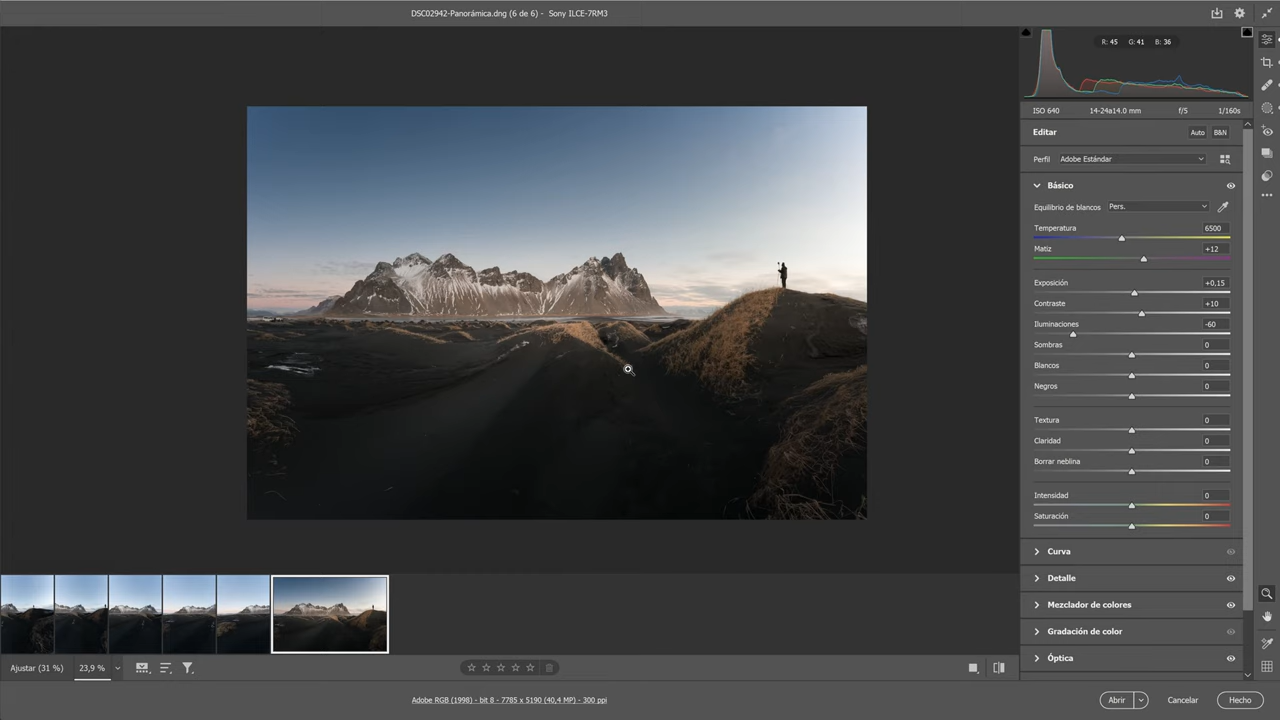 DSC02942-Panorámica.dng (6 de 6) - Sony ILCE-7RM3
R: 45 G: 41 B: 36
ISO 640 14-24a14.0 mm f/5 1/160s
Editar Auto B&N
Perfil Adobe Estándar
Básico
Equilibrio de blancos Pers.
Temperatura 6500
Matiz +12
Exposición +0,15
Contraste +10
Iluminaciones -60
Sombras 0
Blancos 0
Negros 0
Textura 0
Claridad 0
Borrar neblina 0
Intensidad 0
Saturación 0
Curva
Detalle
Mezclador de colores
Gradación de color
Óptica
Ajustar (31 %) 23,9 %
Adobe RGB (1998) - bit 8 - 7785 x 5190 (40,4 MP) - 300 ppi
Abrir Cancelar Hecho